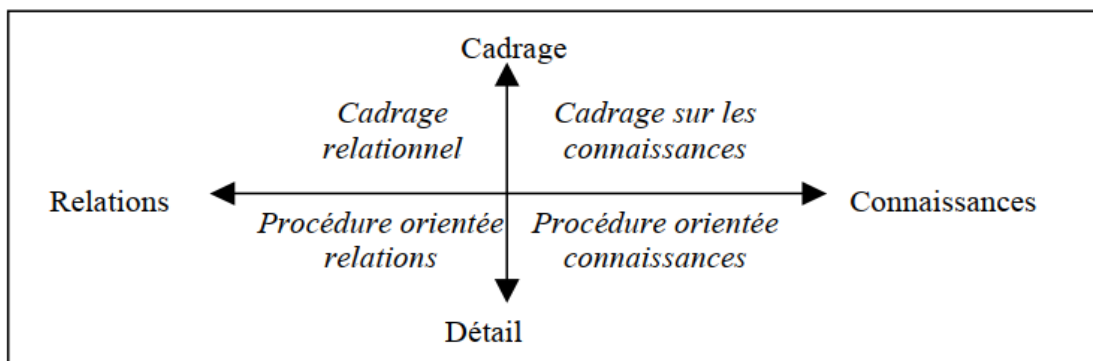 Cadrage
Cadrage
relationnel
Cadrage sur les
connaissances
Relations
Connaissances
Procédure orientée
relations
Procédure orientée
connaissances
Détail